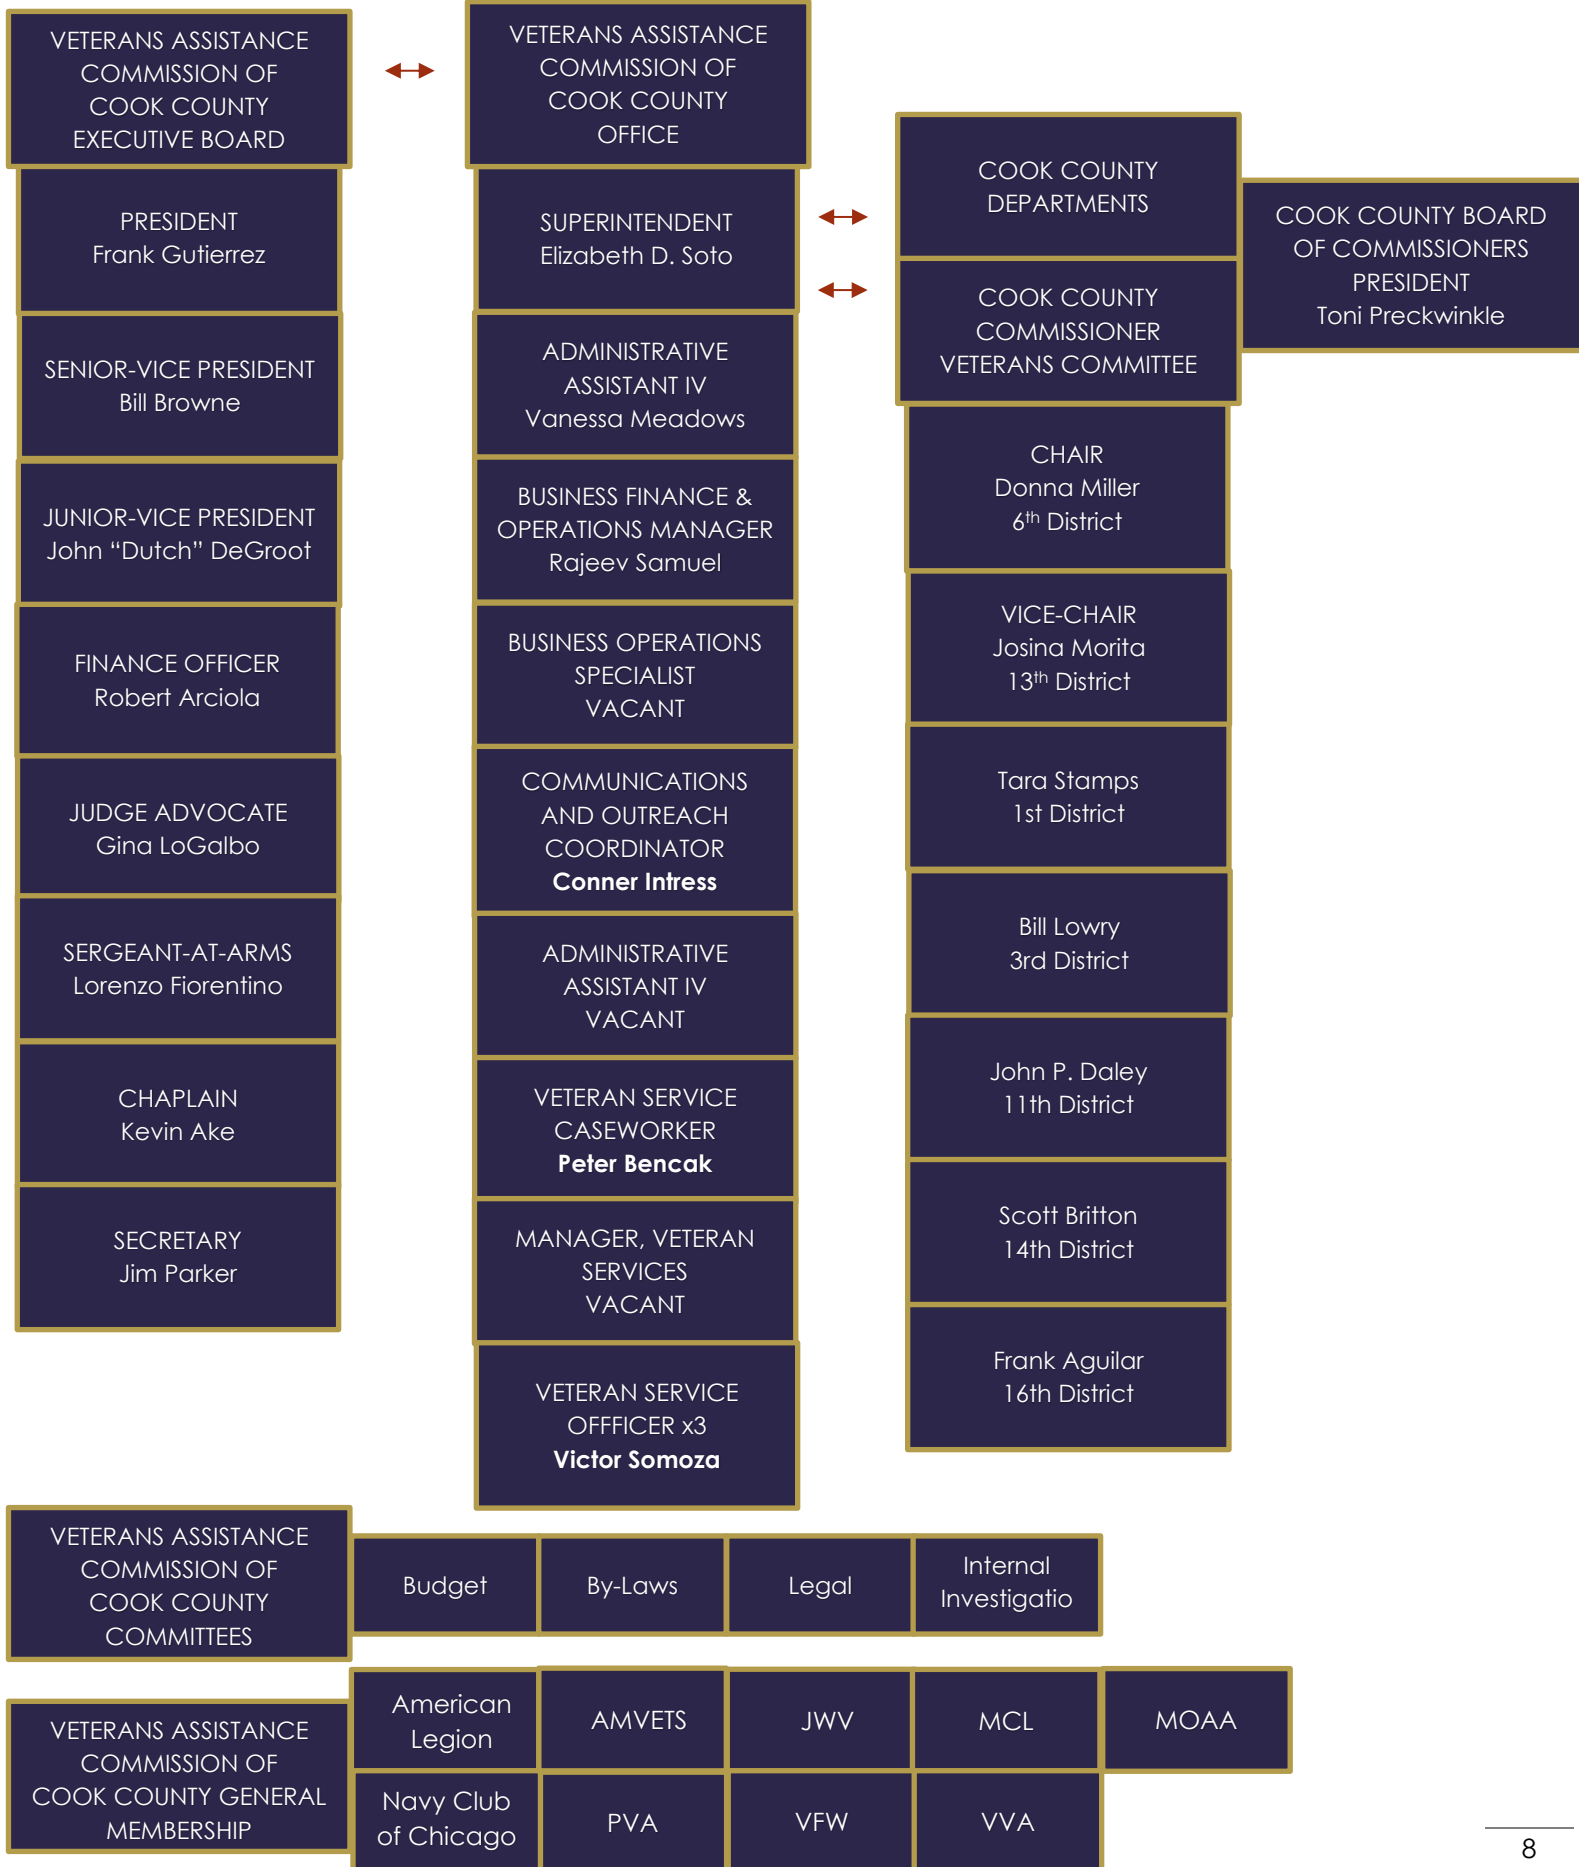 VETERANS ASSISTANCE
COMMISSION OF
COOK COUNTY
EXECUTIVE BOARD
PRESIDENT
Frank Gutierrez
SENIOR-VICE PRESIDENT
Bill Browne
JUNIOR-VICE PRESIDENT
John “Dutch” DeGroot
FINANCE OFFICER
Robert Arciola
JUDGE ADVOCATE
Gina LoGalbo
SERGEANT-AT-ARMS
Lorenzo Fiorentino
CHAPLAIN
Kevin Ake
SECRETARY
Jim Parker
VETERANS ASSISTANCE
COMMISSION OF
COOK COUNTY
OFFICE
SUPERINTENDENT
Elizabeth D. Soto
ADMINISTRATIVE
ASSISTANT IV
Vanessa Meadows
BUSINESS FINANCE &
OPERATIONS MANAGER
Rajeev Samuel
BUSINESS OPERATIONS
SPECIALIST
VACANT
COMMUNICATIONS
AND OUTREACH
COORDINATOR
Conner Intress
ADMINISTRATIVE
ASSISTANT IV
VACANT
VETERAN SERVICE
CASEWORKER
Peter Bencak
MANAGER, VETERAN
SERVICES
VACANT
VETERAN SERVICE
OFFFICER x3
Victor Somoza
COOK COUNTY
DEPARTMENTS
COOK COUNTY
COMMISSIONER
VETERANS COMMITTEE
CHAIR
Donna Miller
6th District
VICE-CHAIR
Josina Morita
13th District
Tara Stamps
1st District
Bill Lowry
3rd District
John P. Daley
11th District
Scott Britton
14th District
Frank Aguilar
16th District
COOK COUNTY BOARD
OF COMMISSIONERS
PRESIDENT
Toni Preckwinkle
VETERANS ASSISTANCE
COMMISSION OF
COOK COUNTY
COMMITTEES
Budget
By-Laws
Legal
Internal
Investigatio
VETERANS ASSISTANCE
COMMISSION OF
COOK COUNTY GENERAL
MEMBERSHIP
American
Legion
AMVETS
JWV
MCL
MOAA
Navy Club
of Chicago
PVA
VFW
VVA
8